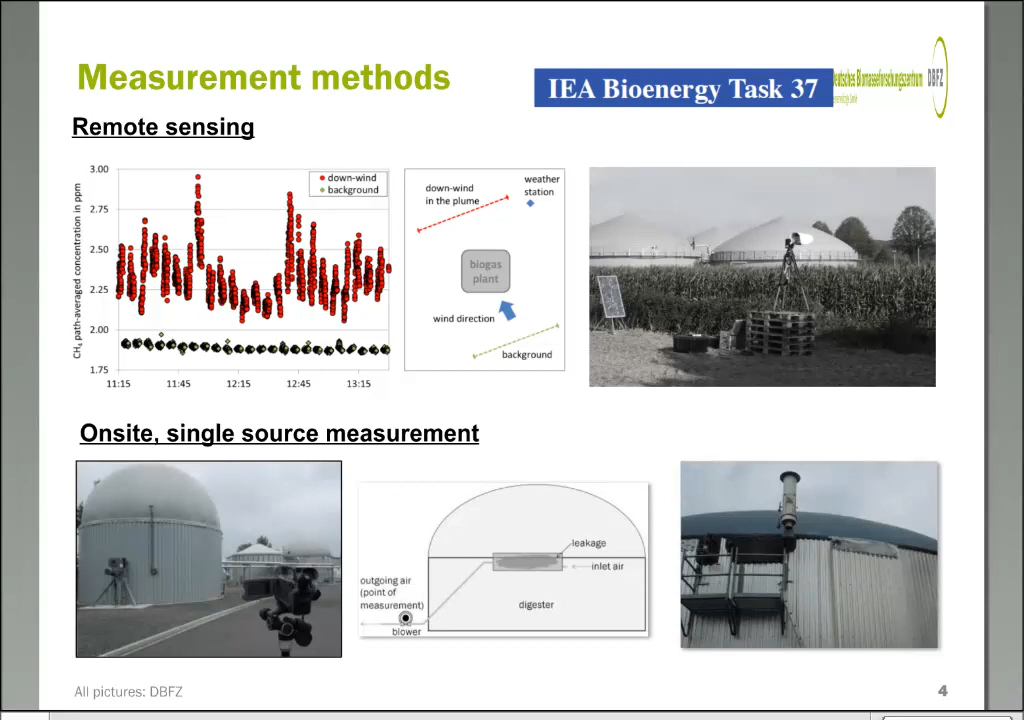 Measurement methods
IEA Bioenergy Task 37
Deutsches Biomasseforschungszentrum
DBFZ
Remote sensing
CH4 path-averaged concentration in ppm
3.00
2.75
2.50
2.25
2.00
1.75
11:15
11:45
12:15
12:45
13:15
down-wind
background
down-wind
in the plume
weather
station
biogas
plant
wind direction
background
Onsite, single source measurement
leakage
inlet air
outgoing air
(point of
measurement)
digester
blower
All pictures: DBFZ
4